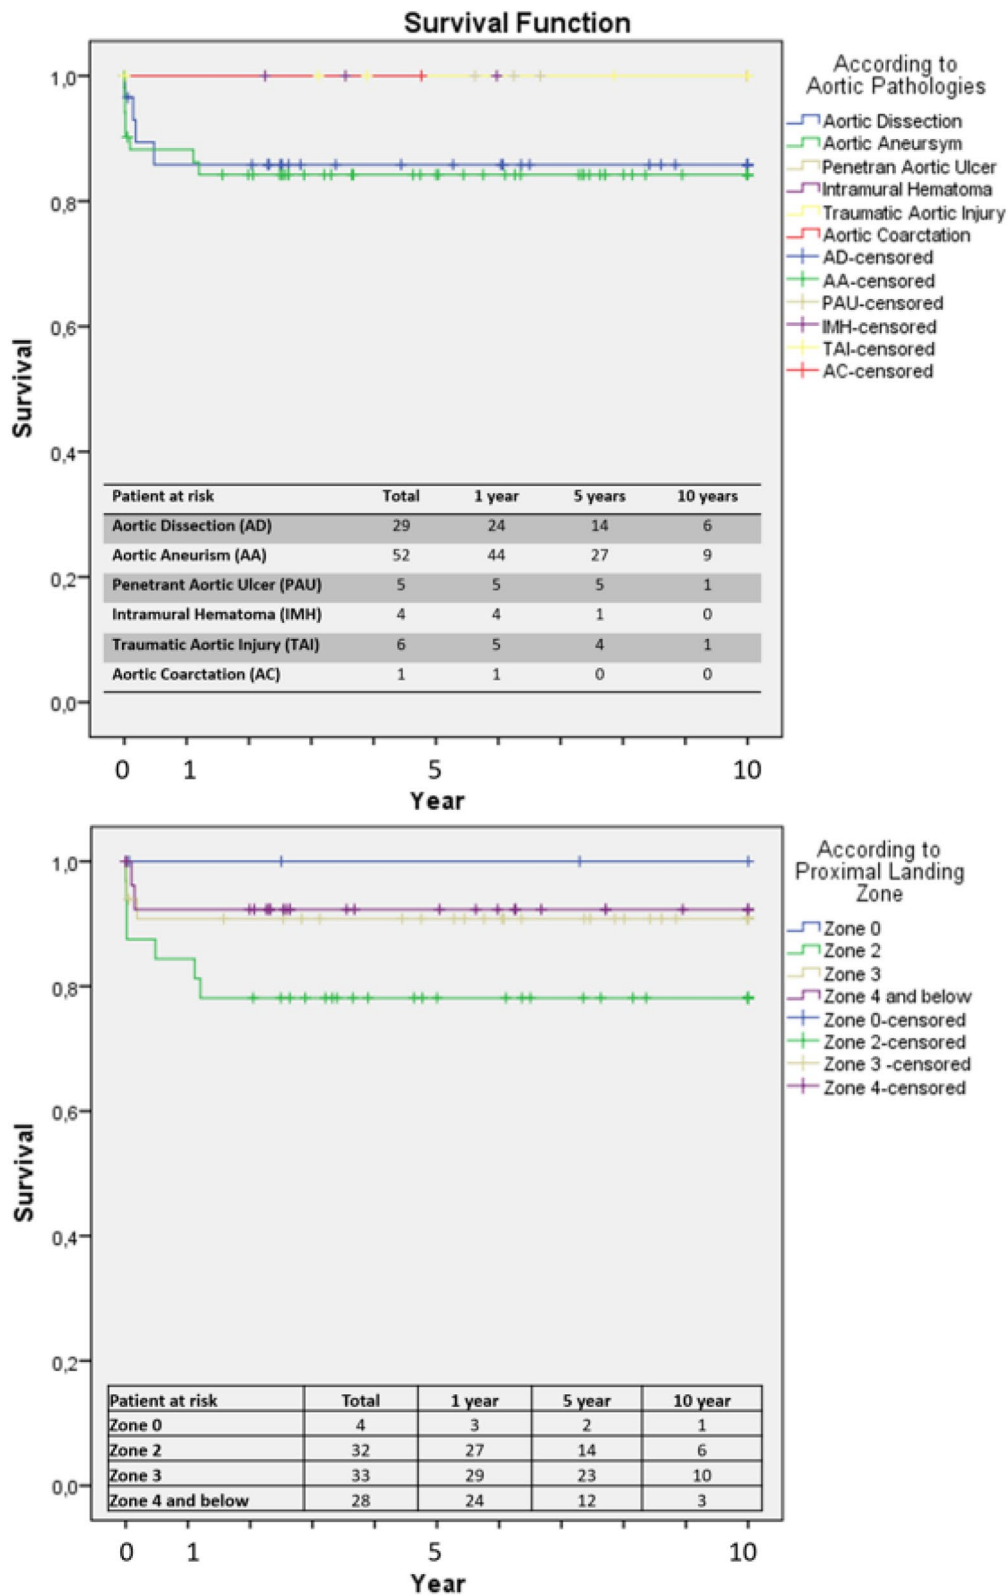 Survival Function
According to
Aortic Pathologies
Aortic Dissection
Aortic Aneursym
Penetran Aortic Ulcer
Intramural Hematoma
Traumatic Aortic Injury
Aortic Coarctation
AD-censored
AA-censored
PAU-censored
IMH-censored
TAI-censored
AC-censored
1,0
0,8
0,6
0,4
0,2
0,0
Survival
Patient at risk Total 1 year 5 years 10 years
Aortic Dissection (AD) 29 24 14 6
Aortic Aneurism (AA) 52 44 27 9
Penetrant Aortic Ulcer (PAU) 5 5 5 1
Intramural Hematoma (IMH) 4 4 1 0
Traumatic Aortic Injury (TAI) 6 5 4 1
Aortic Coarctation (AC) 1 1 0 0
0 1 5 10
Year
According to
Proximal Landing
Zone
Zone 0
Zone 2
Zone 3
Zone 4 and below
Zone 0-censored
Zone 2-censored
Zone 3 -censored
Zone 4-censored
1,0
0,8
0,6
0,4
0,2
0,0
Survival
Patient at risk Total 1 year 5 year 10 year
Zone 0 4 3 2 1
Zone 2 32 27 14 6
Zone 3 33 29 23 10
Zone 4 and below 28 24 12 3
0 1 5 10
Year